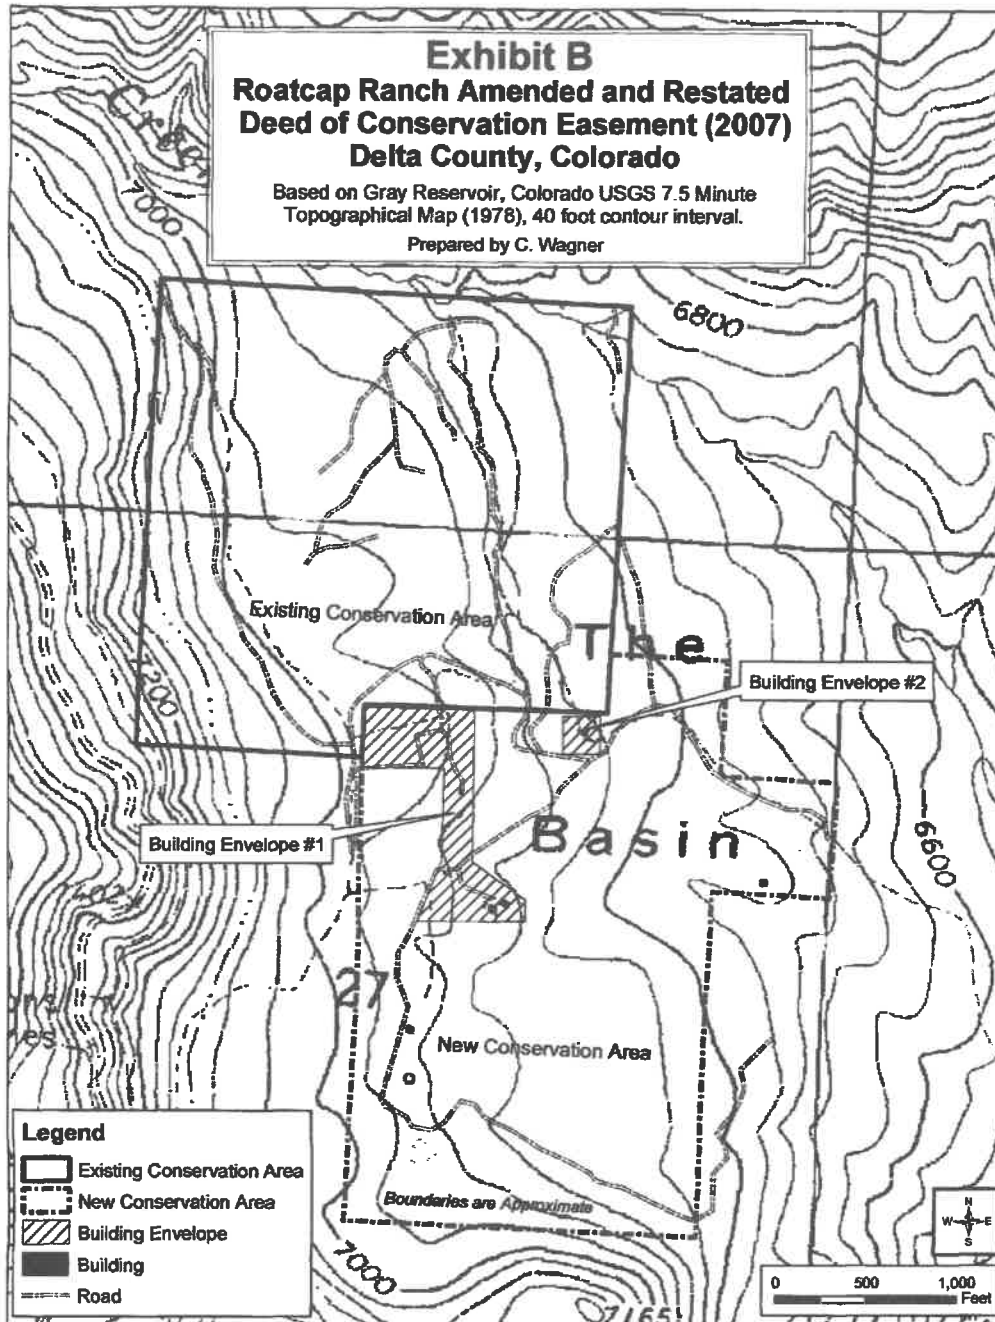 Exhibit B
Roatcap Ranch Amended and Restated
Deed of Conservation Easement (2007)
Delta County, Colorado
Based on Gray Reservoir, Colorado USGS 7.5 Minute
Topographical Map (1978), 40 foot contour interval.
Prepared by C. Wagner
7000
6800
Existing Conservation Area
The
7200
Building Envelope #2
Building Envelope #1
Basin
6600
27
New Conservation Area
Boundaries are Approximate
7000
Legend
Existing Conservation Area
New Conservation Area
Building Envelope
Building
Road
N
W E
S
0 500 1,000
Feet